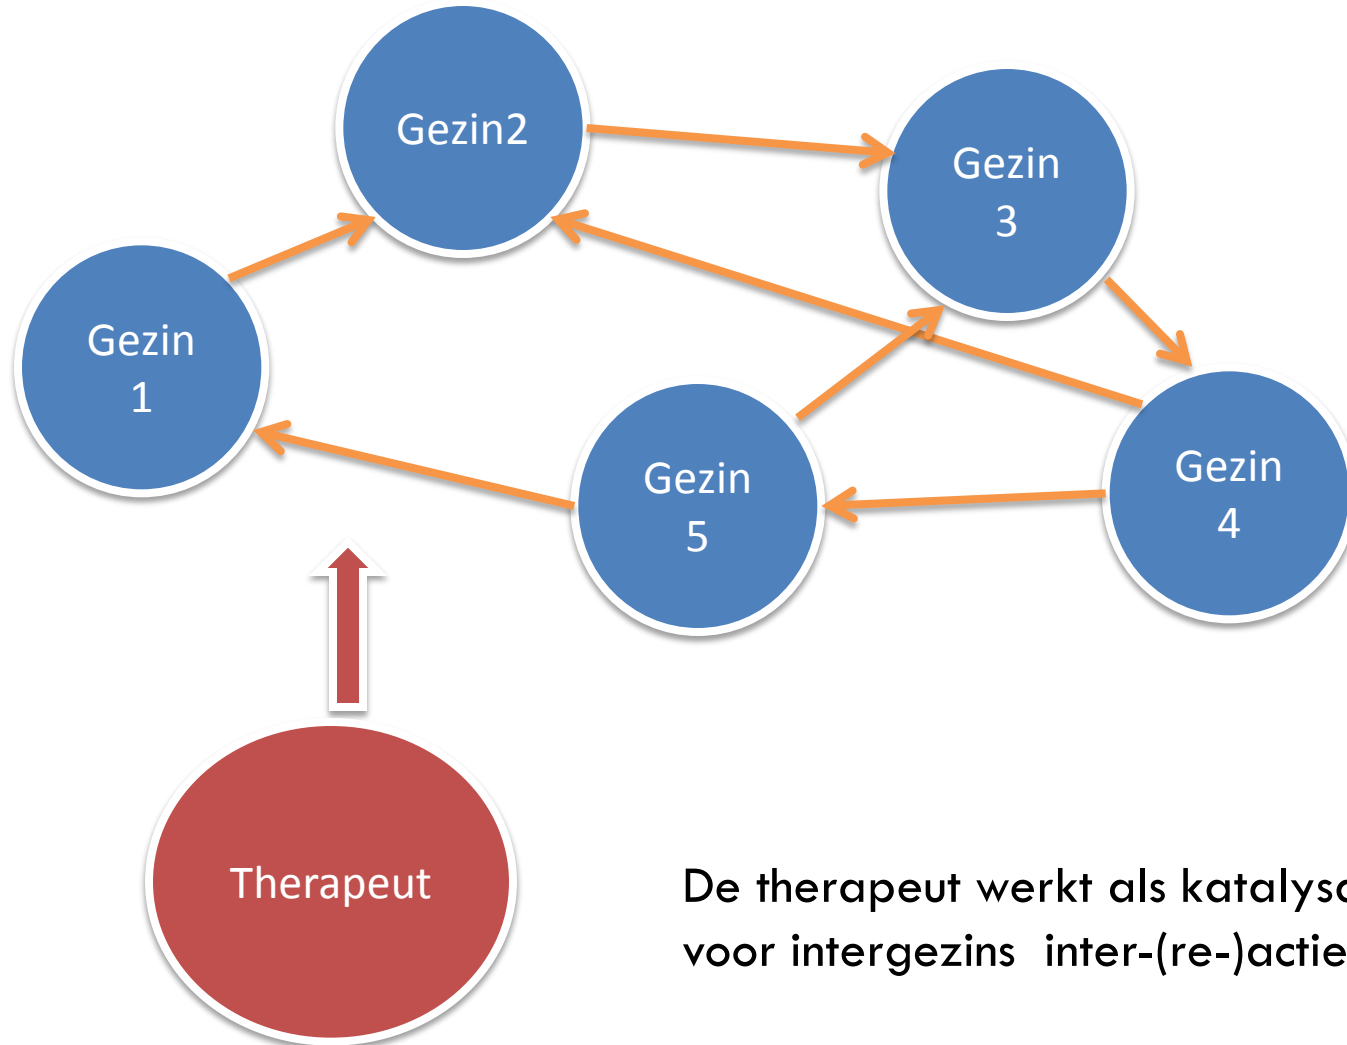 Gezin2
Gezin
3
Gezin
1
Gezin
5
Gezin
4
Therapeut
De therapeut werkt als
voor intergezins inter-(re-)actie